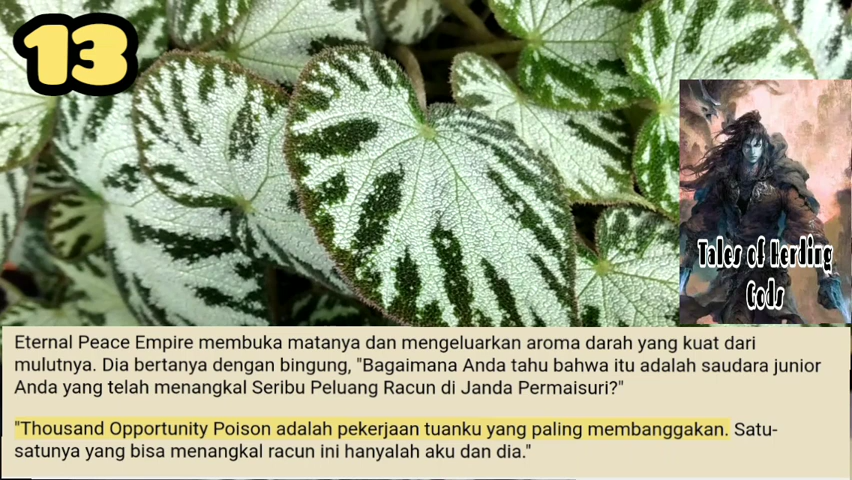 13
Tales of Herding
Gods
Eternal Peace Empire membuka matanya dan mengeluarkan aroma darah yang kuat dari
mulutnya. Dia bertanya dengan bingung, "Bagaimana Anda tahu bahwa itu adalah saudara junior
Anda yang telah menangkal Seribu Peluang Racun di Janda Permaisuri?"
"Thousand Opportunity Poison adalah pekerjaan tuanku yang paling membanggakan. Satu-
satunya yang bisa menangkal racun ini hanyalah aku dan dia."